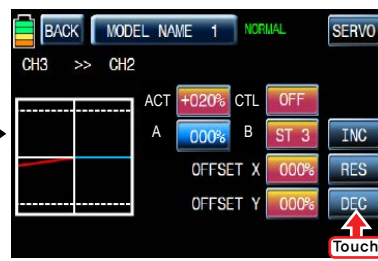 BACK MODEL NAME 1 NORMAL SERVO
CH3 >> CH2
ACT +020% CTL OFF
A 000% B ST 3 INC
OFFSET X 000% RES
OFFSET Y 000% DEC
Touch